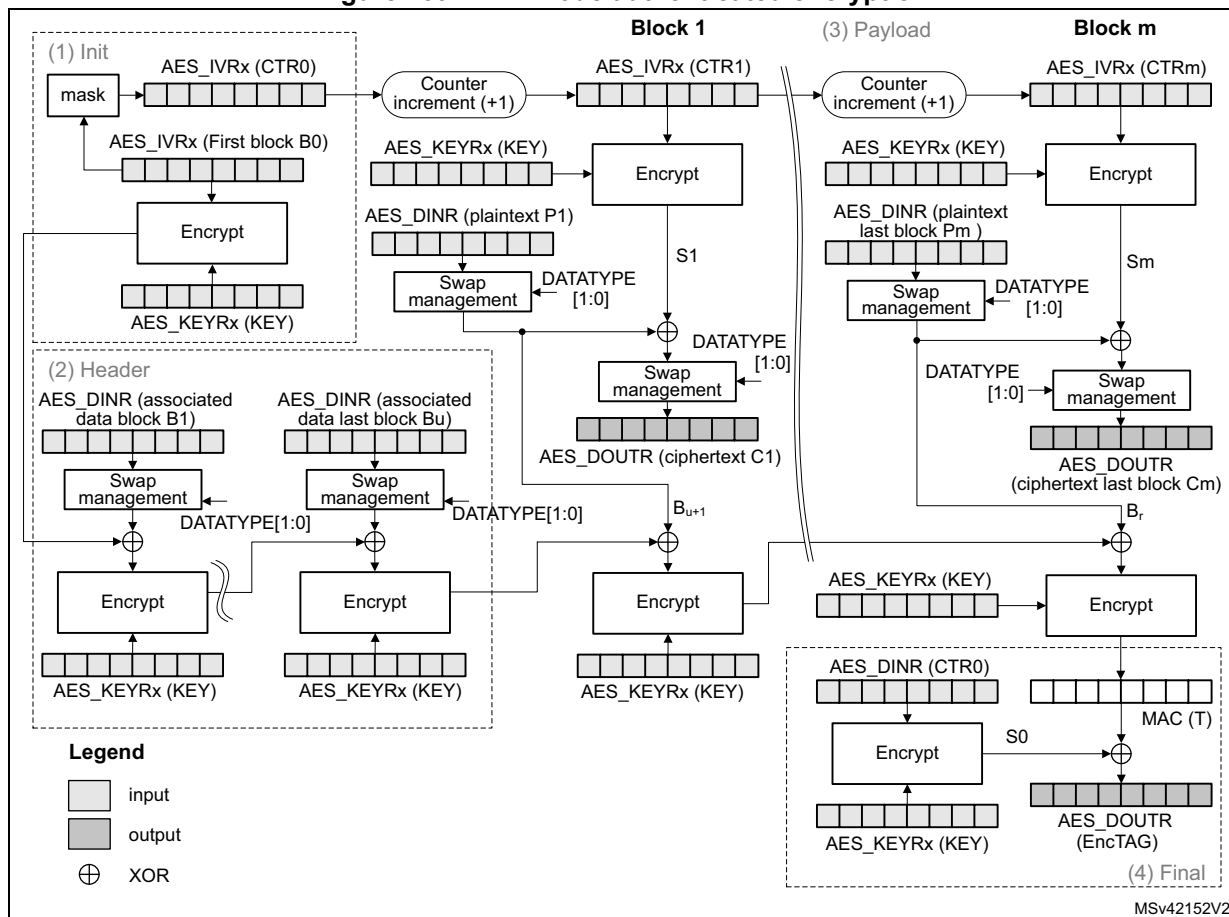 (1) Init
mask
AES_IVRx (CTR0)
AES_IVRx (First block B0)
Encrypt
AES_KEYRx (KEY)
Counter
increment (+1)
Block 1
AES_IVRx (CTR1)
AES_KEYRx (KEY)
Encrypt
AES_DINR (plaintext P1)
Swap
management
DATATYPE
[1:0]
S1
DATATYPE
[1:0]
Swap
management
AES_DOUTR (ciphertext C1)
(3) Payload
Block m
Counter
increment (+1)
AES_IVRx (CTRm)
AES_KEYRx (KEY)
Encrypt
AES_DINR (plaintext
last block Pm )
Swap
management
DATATYPE
[1:0]
Sm
DATATYPE
[1:0]
Swap
management
AES_DOUTR
(ciphertext last block Cm)
(2) Header
AES_DINR (associated
data block B1)
Swap
management
DATATYPE[1:0]
Encrypt
AES_KEYRx (KEY)
AES_DINR (associated
data last block Bu)
Swap
management
DATATYPE[1:0]
Encrypt
AES_KEYRx (KEY)
Bu+1
Encrypt
AES_KEYRx (KEY)
Br
AES_KEYRx (KEY)
Encrypt
AES_DINR (CTR0)
Encrypt
AES_KEYRx (KEY)
S0
MAC (T)
AES_DOUTR
(EncTAG)
(4) Final
Legend
input
output
XOR
MSv42152V2